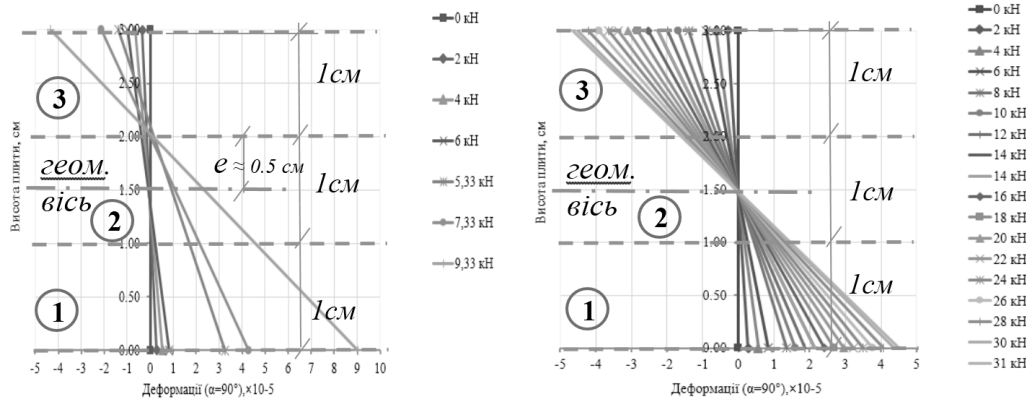 3.00
2.50
2.00
1.50
1.00
0.50
0.00
Висота плити, см
-5 -4 -3 -2 -1 0 1 2 3 4 5 6 7 8 9 10
Деформації (α=90°),×10-5
3
геом.
вісь
2
1
1см
e ≈ 0.5 см
1см
1см
0 кН
2 кН
4 кН
6 кН
5,33 кН
7,33 кН
9,33 кН
3.00
2.50
2.00
1.50
1.00
0.50
0.00
Висота плити, см
-5 -4 -3 -2 -1 0 1 2 3 4 5
Деформації (α=90°),×10-5
3
геом.
вісь
2
1
1см
1см
1см
0 кН
2 кН
4 кН
6 кН
8 кН
10 кН
12 кН
14 кН
14 кН
16 кН
18 кН
20 кН
22 кН
24 кН
26 кН
28 кН
30 кН
31 кН